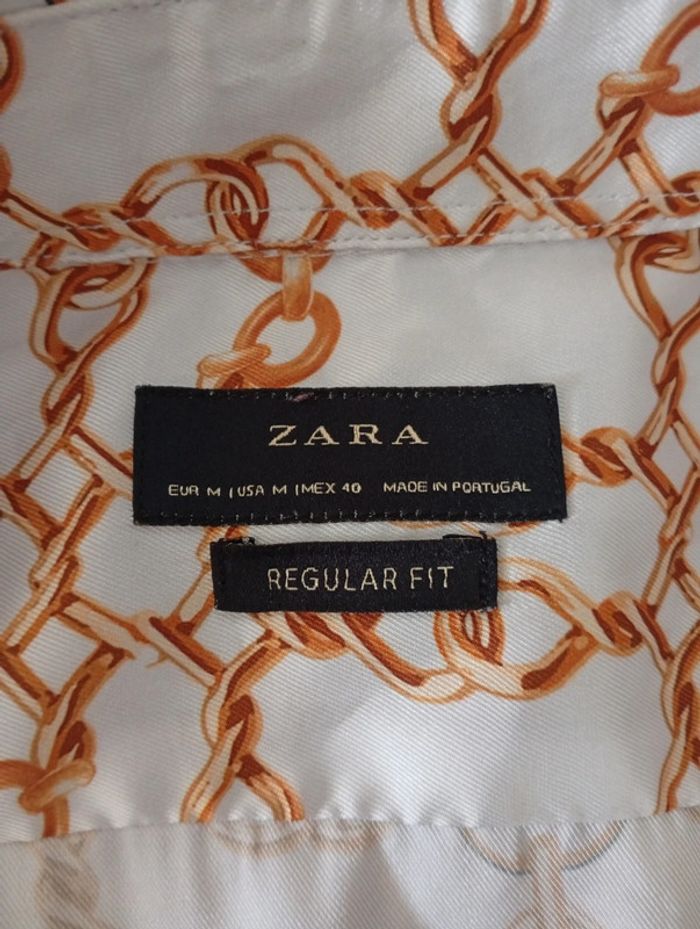 ZARA
EUR M | USA M | MEX 40 MADE IN PORTUGAL
REGULAR FIT